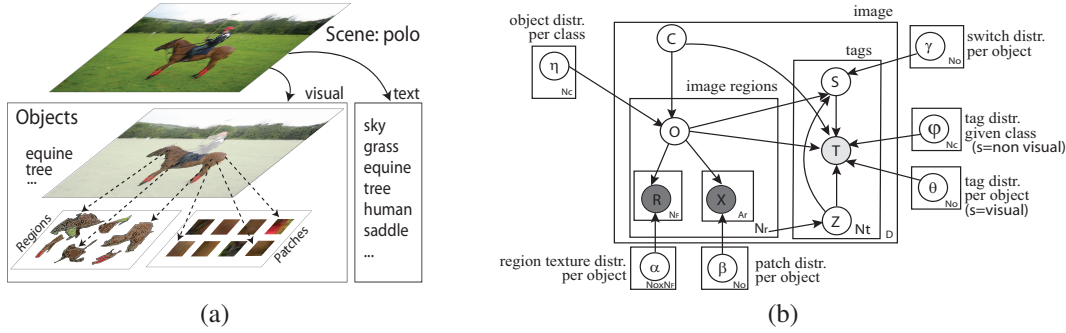 Scene: polo
visual
text
Objects
equine
tree
...
Regions
Patches
sky
grass
equine
tree
human
saddle
...
(a)
image
object distr.
per class
η
Nc
C
tags
S
switch distr.
per object
γ
No
image regions
O
T
φ
Nc
tag distr.
given class
(s=non visual)
R
NF
X
Ar
Nr
Z
Nt
D
θ
No
tag distr.
per object
(s=visual)
region texture distr.
per object
α
NoxNF
β
No
patch distr.
per object
(b)